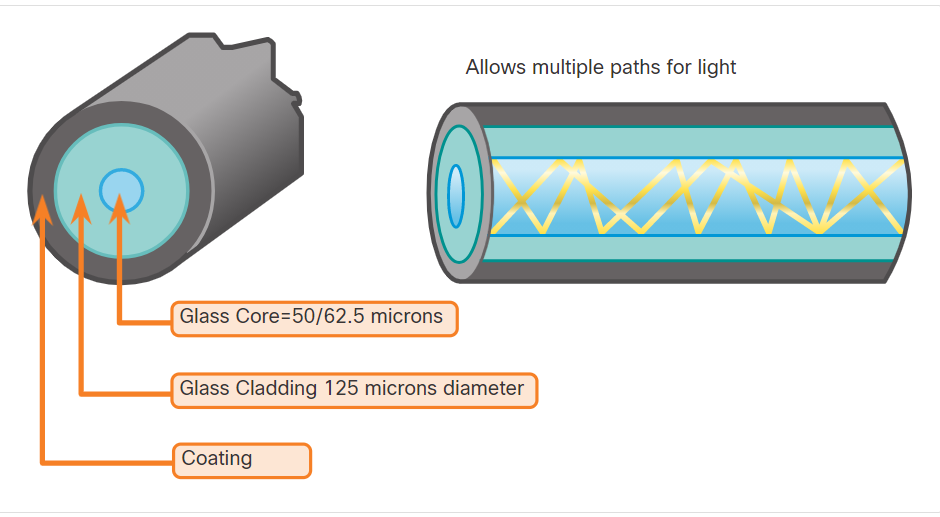 Allows multiple paths for light
Glass Core=50/62.5 microns
Glass Cladding 125 microns diameter
Coating